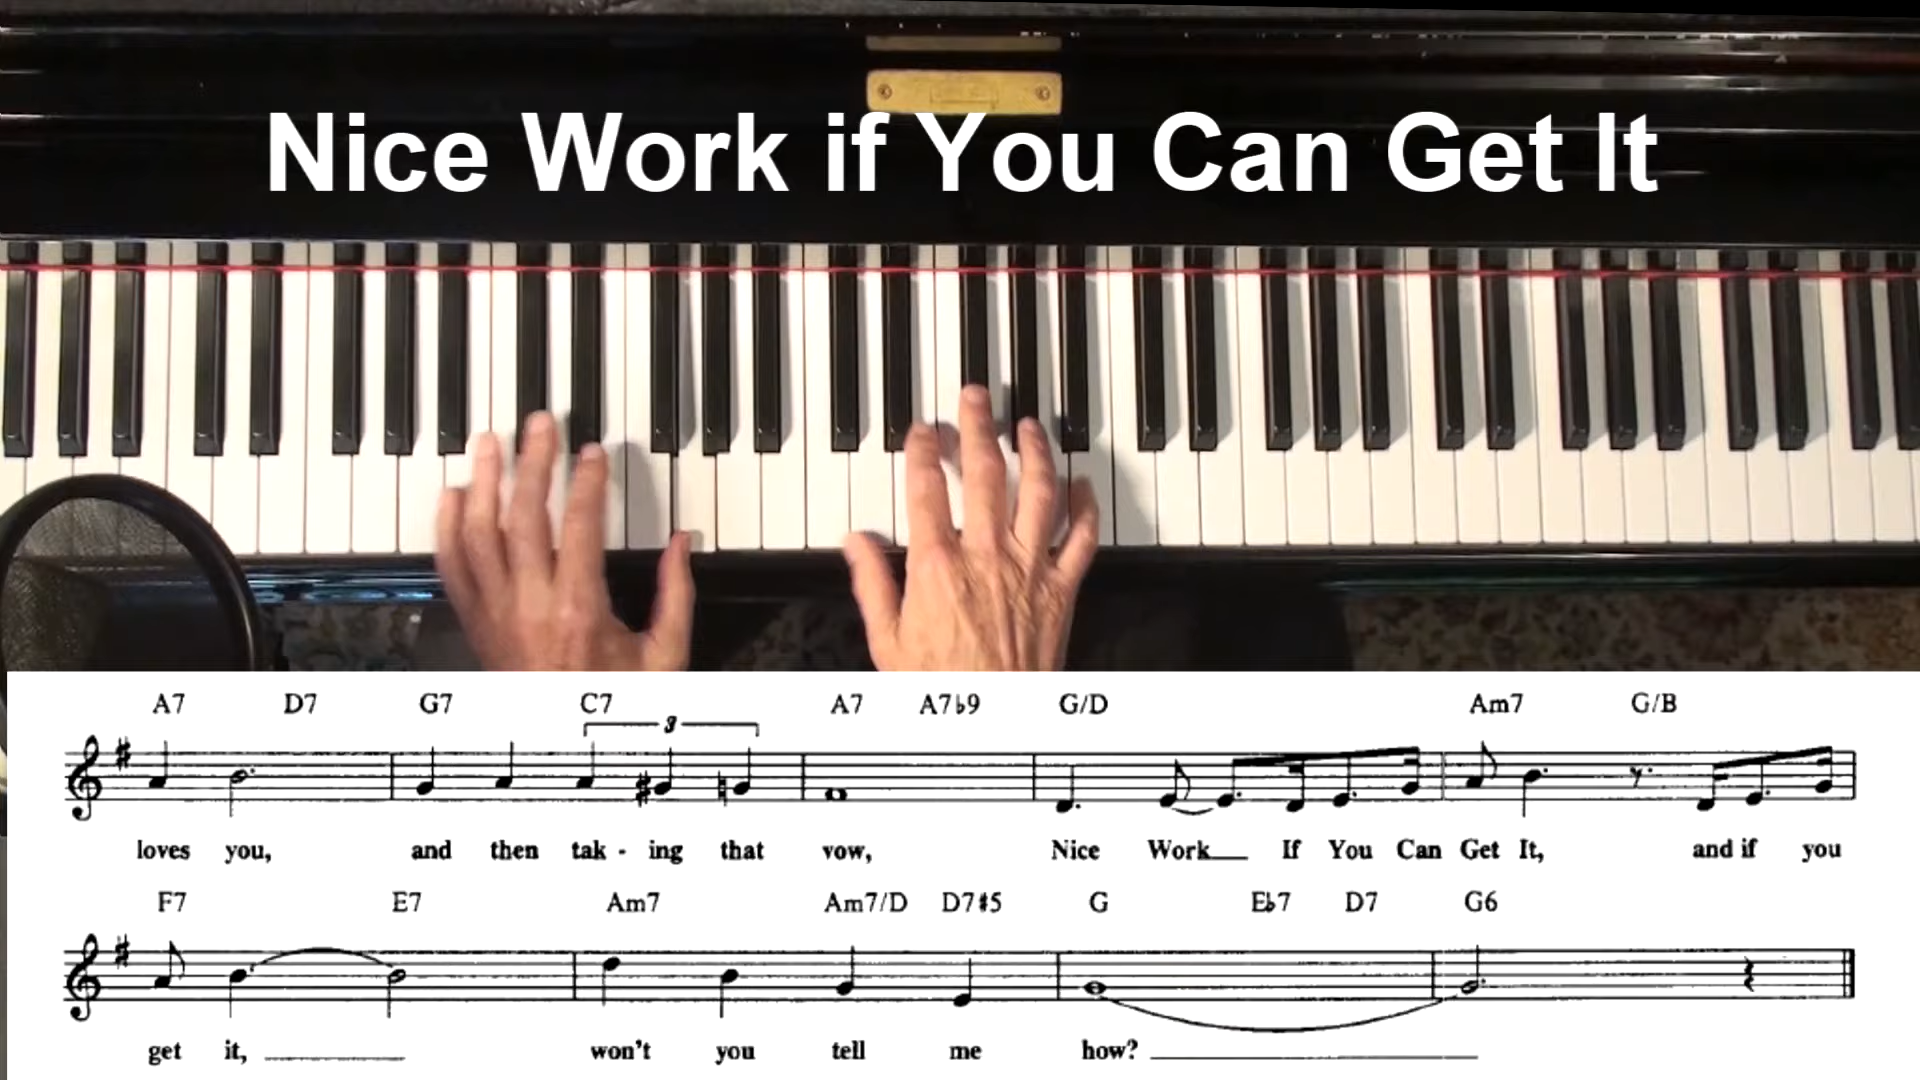 Nice Work if You Can Get It
A7 D7 G7 C7 A7 A7♭9 G/D Am7 G/B
3
loves you, and then tak - ing that vow, Nice Work If You Can Get It, and if you
F7 E7 Am7 Am7/D D7♯5 G E♭7 D7 G6
get it, won't you tell me how?